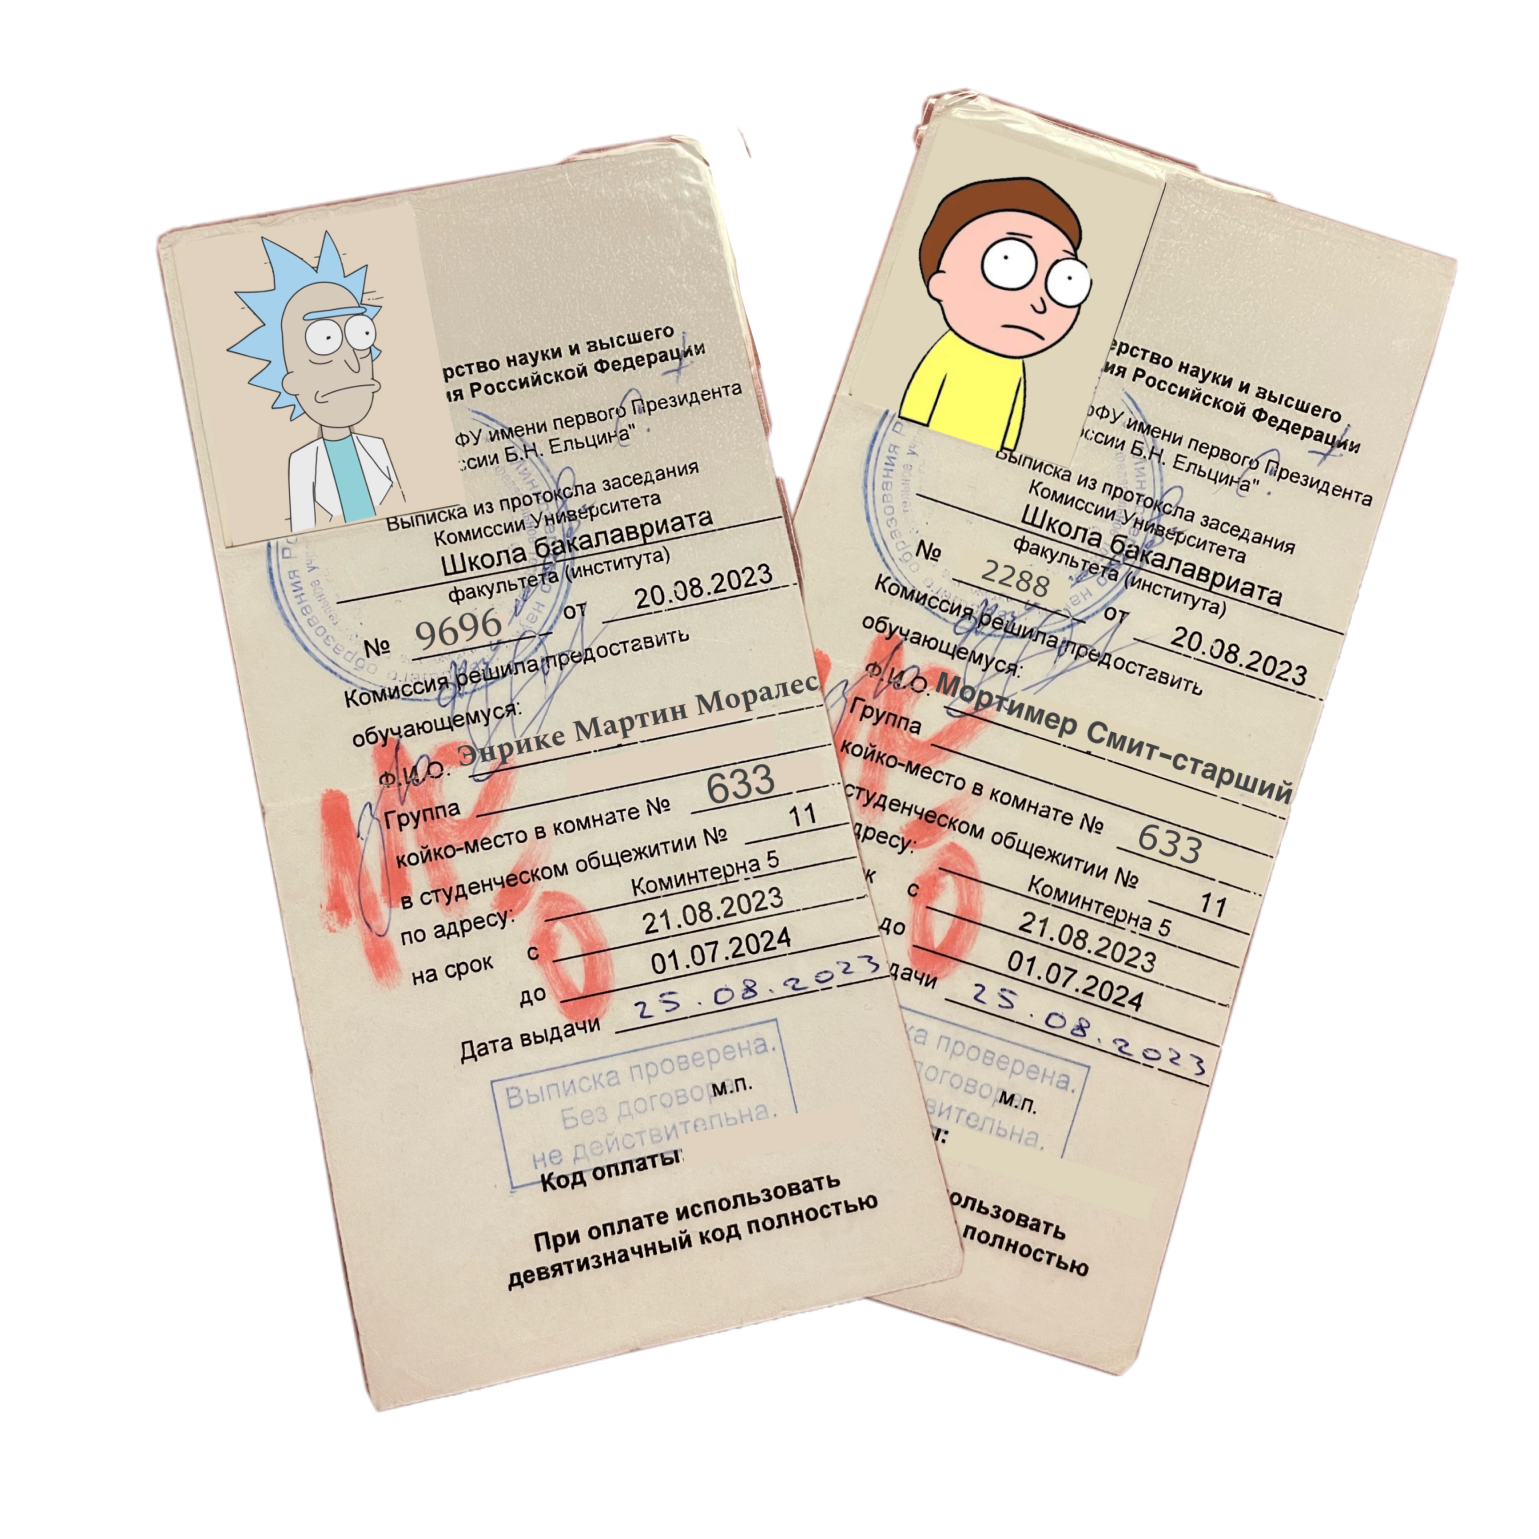 рство науки и высшего
ия Российской Федерации
ФУ имени первого Президента
сии Б.Н. Ельцина"
Выписка из протокола заседания
Комиссии Университета
Школа бакалавриата
факультета (института)
№ 9696 от 20.08.2023
Комиссия решила предоставить
обучающемуся:
Ф.И.О. Энрике Мартин Моралес
Группа
койко-место в комнате № 633
в студенческом общежитии № 11
по адресу: Коминтерна 5
на срок с 21.08.2023
до 01.07.2024
Дата выдачи 25.08.2023
Выписка проверена.
Без договора
не действительна.
м.п.
Код оплаты:
При оплате использовать
девятизначный код полностью
ерство науки и высшего
ия Российской Федерации
рФУ имени первого Президента
ссии Б.Н. Ельцина"
Выписка из протокола заседания
Комиссии Университета
Школа бакалавриата
факультета (института)
№ 2288 от 20.08.2023
Комиссия решила предоставить
обучающемуся:
Ф.И.О. Мортимер Смит-старший
Группа
койко-место в комнате № 633
студенческом общежитии № 11
дресу: Коминтерна 5
к с 21.08.2023
до 01.07.2024
дачи 25.08.2023
ка проверена.
договора
вительна.
м.п.
ы:
ользовать
полностью